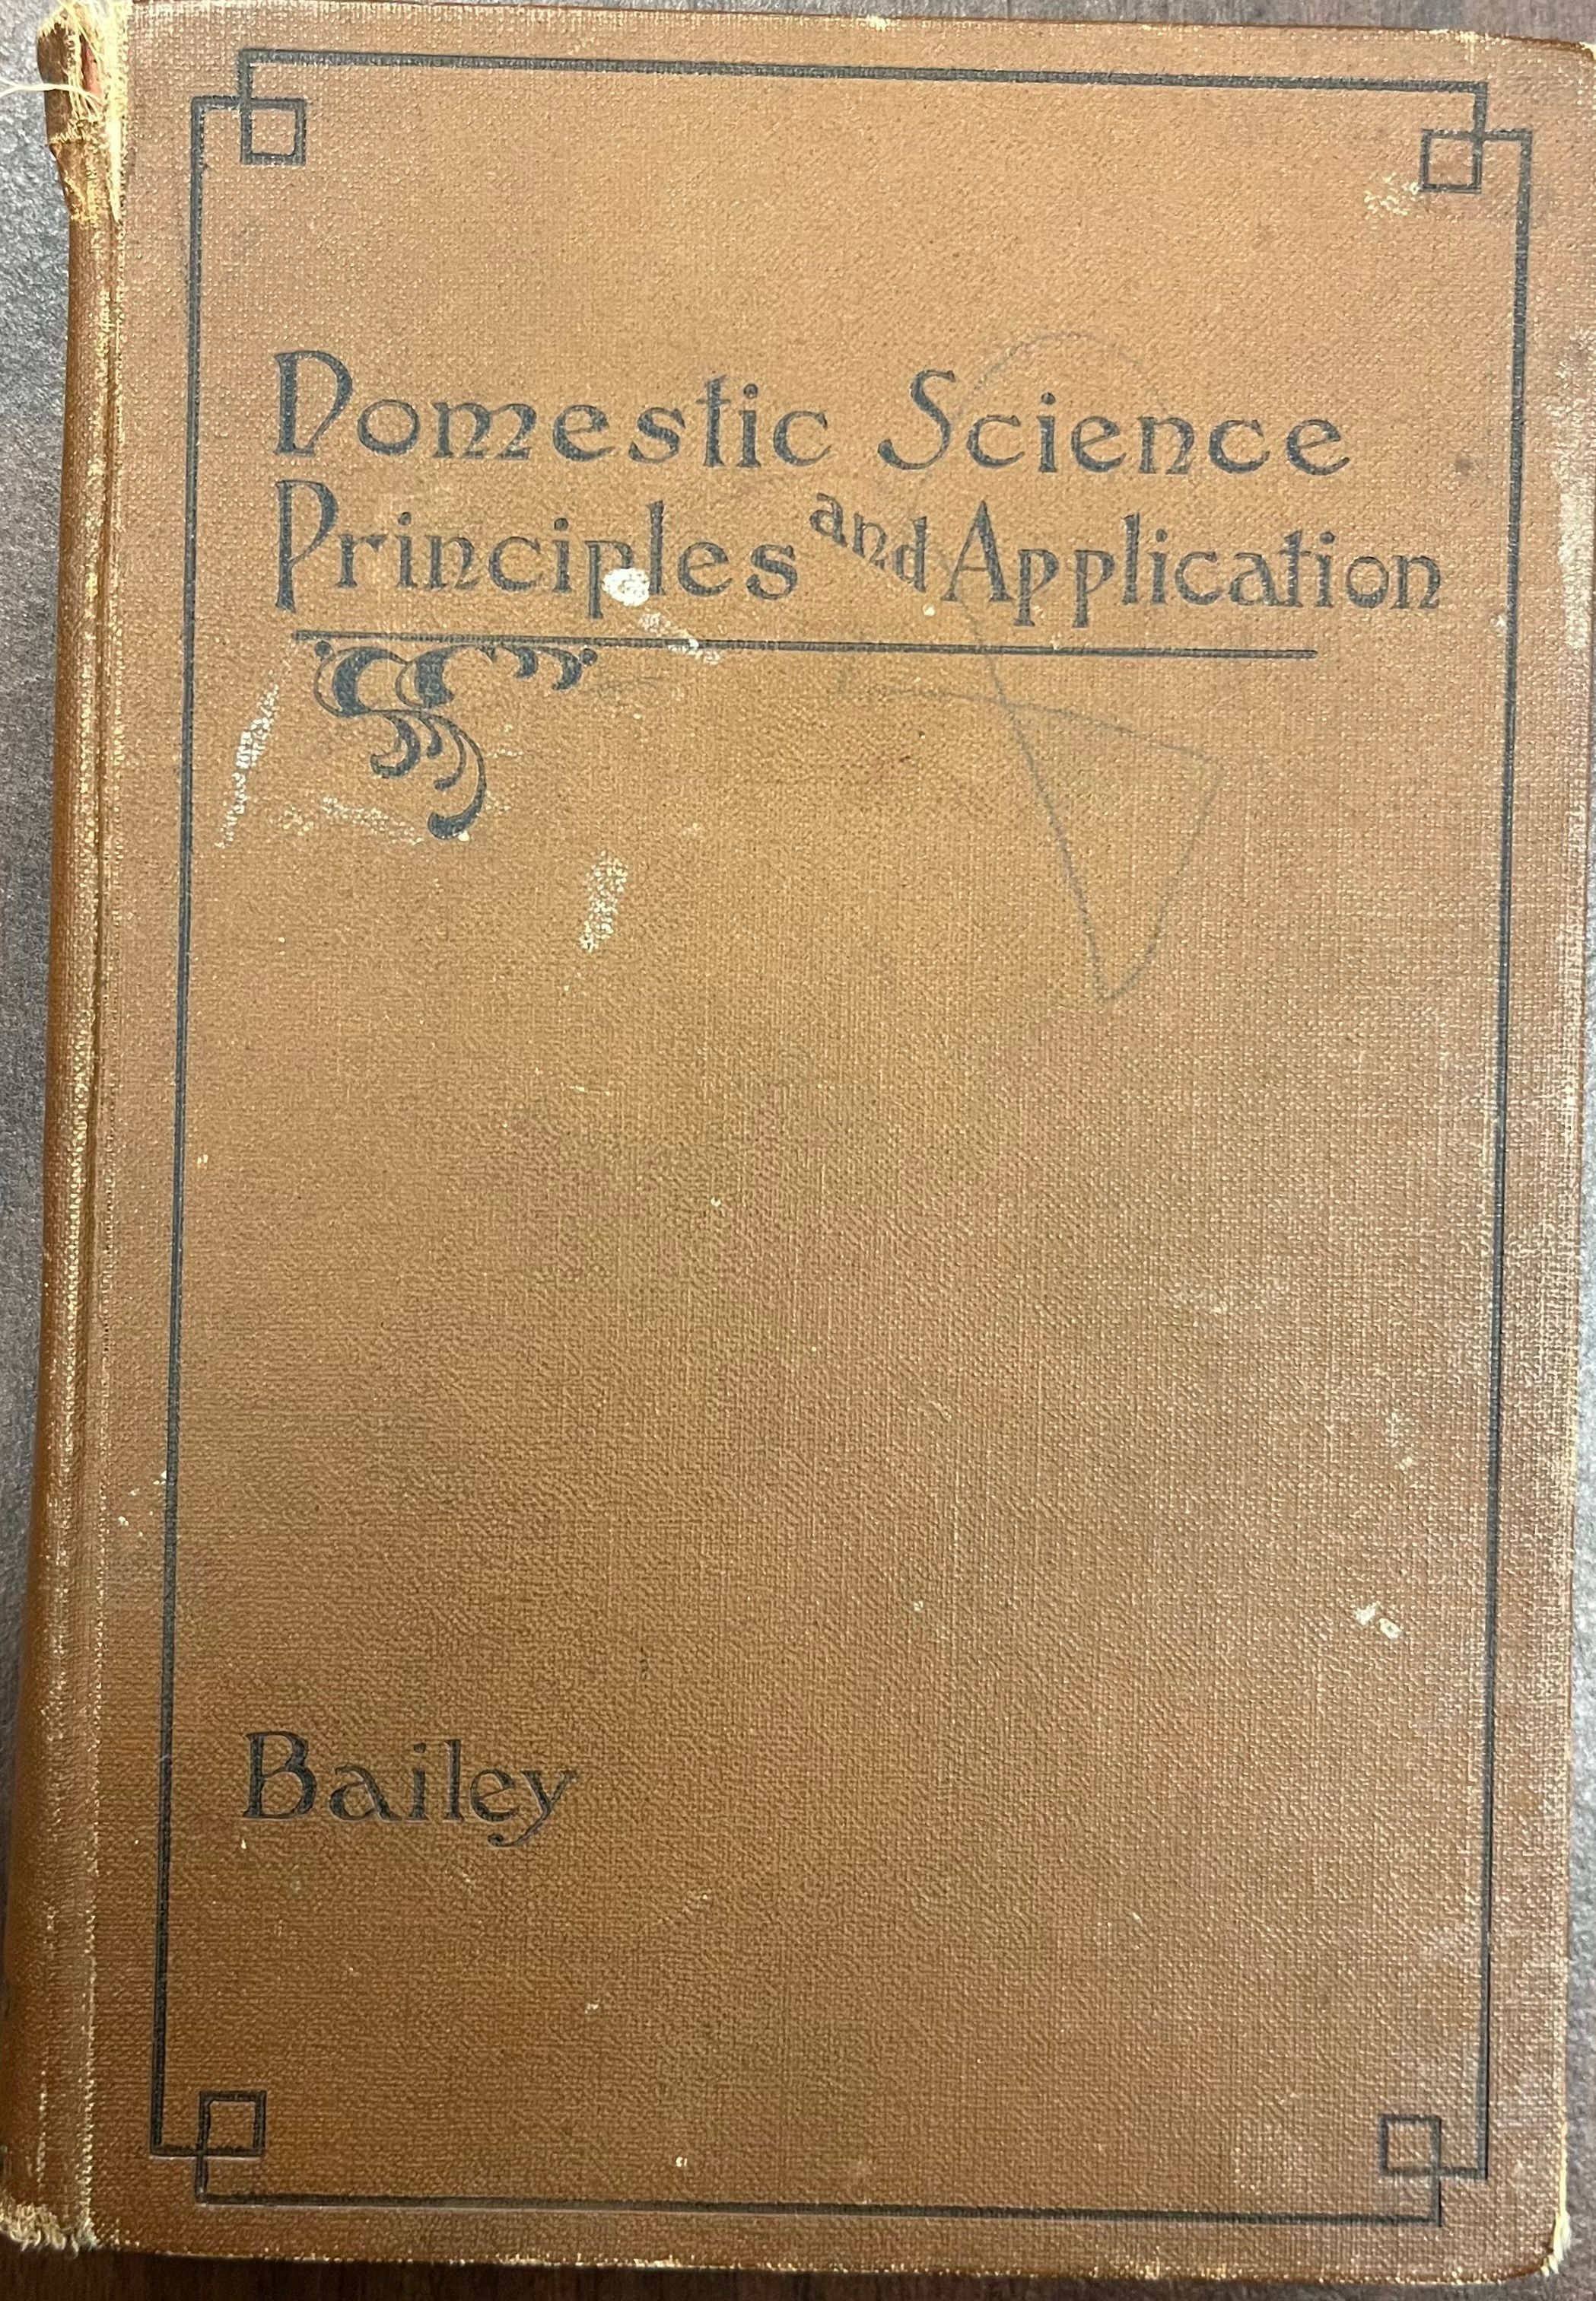 Domestic Science
Principles and Application
Bailey